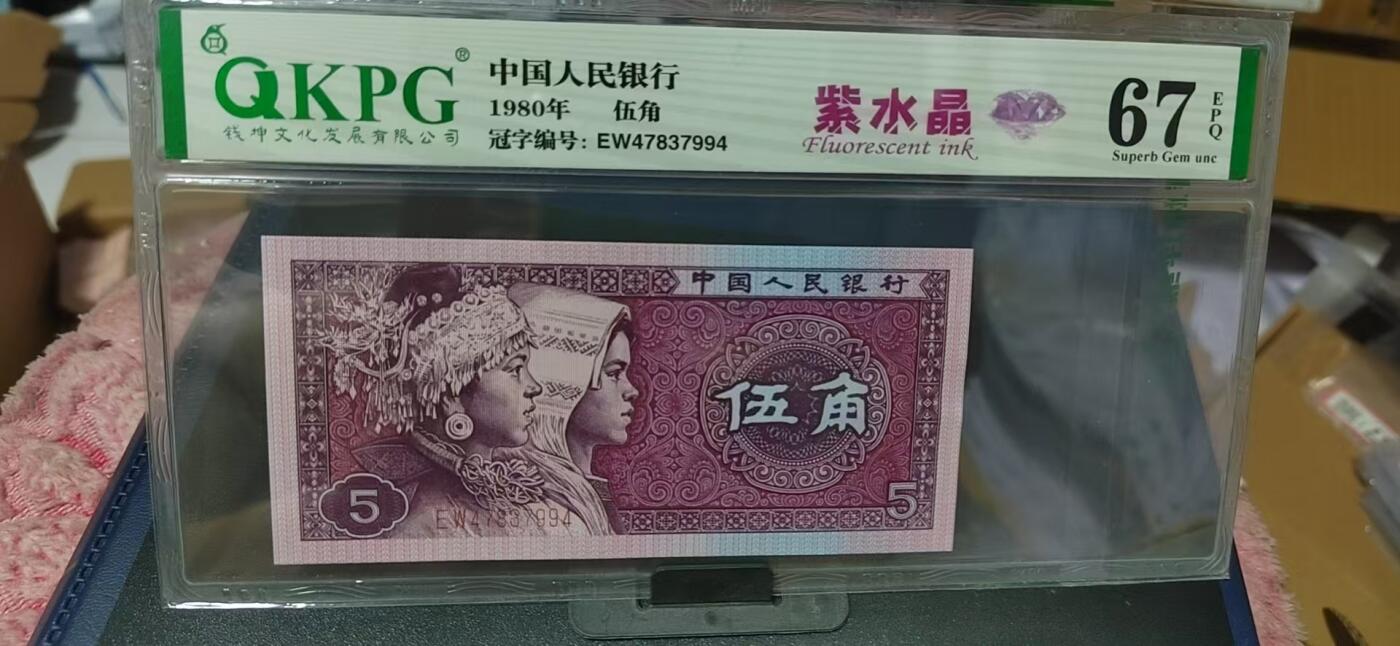 QKPG®
钱坤文化发展有限公司
中国人民银行
1980年 伍角
冠字编号: EW47837994
紫水晶
Fluorescent ink
67 EPQ
Superb Gem unc
中国人民银行
伍角
5
EW47837994
5